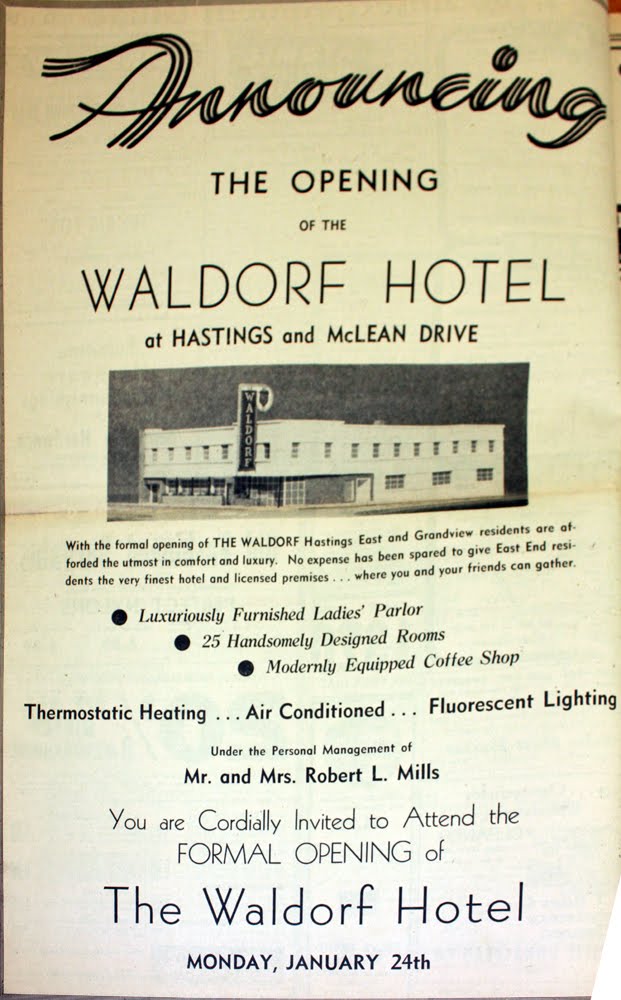 Announcing
THE OPENING
OF THE
WALDORF HOTEL
at HASTINGS and McLEAN DRIVE
WALDORF
With the formal opening of THE WALDORF Hastings East and Grandview residents are af-
forded the utmost in comfort and luxury. No expense has been spared to give East End resi-
dents the very finest hotel and licensed premises . . . where you and your friends can gather.
● Luxuriously Furnished Ladies' Parlor
● 25 Handsomely Designed Rooms
● Modernly Equipped Coffee Shop
Thermostatic Heating . . . Air Conditioned . . . Fluorescent Lighting
Under the Personal Management of
Mr. and Mrs. Robert L. Mills
You are Cordially Invited to Attend the
FORMAL OPENING of
The Waldorf Hotel
MONDAY, JANUARY 24th